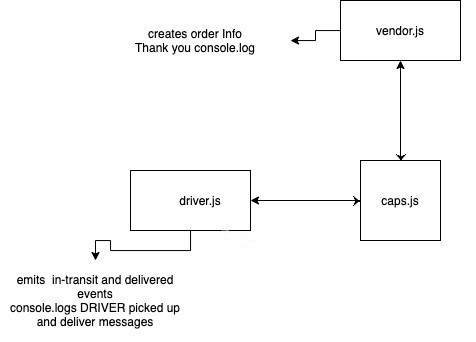 creates order Info
Thank you console.log
vendor.js
driver.js
caps.js
emits  in-transit and delivered
events
console.logs DRIVER picked up
and deliver messages